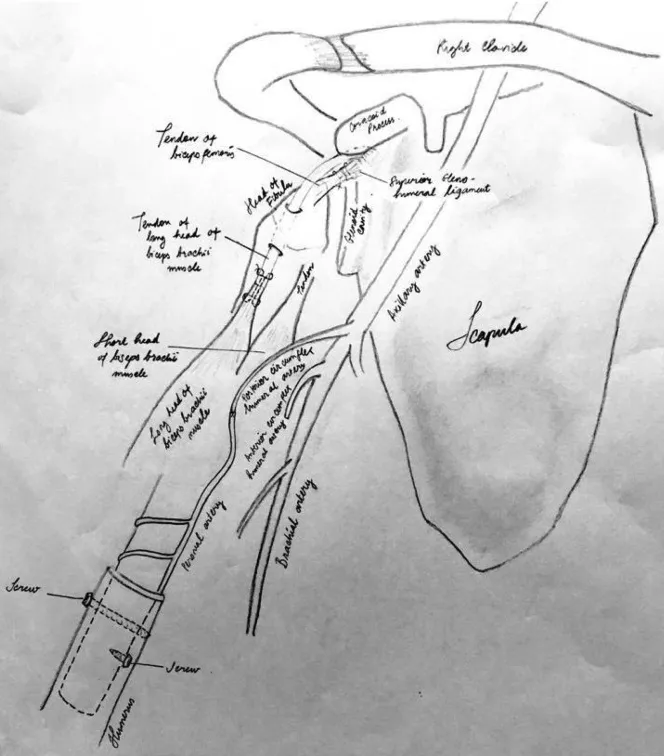 Right Clavicle
Coracoid
Process
Tendon of
biceps femoris
Head of
Fibula
Superior Gleno-
humeral ligament
Glenoid
cavity
Tendon of
long head of
biceps brachii
muscle
Tendon
Axillary artery
Scapula
Short head
of biceps brachii
muscle
Posterior circumflex
humeral artery
Long head of
biceps brachii
muscle
Anterior circumflex
humeral artery
Peroneal artery
Brachial artery
Screw
Screw
Humerus